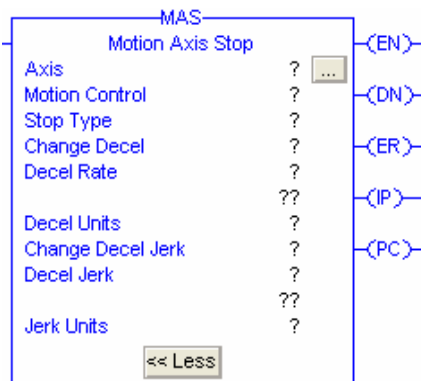 MAS
Motion Axis Stop
Axis ? ...
Motion Control ?
Stop Type ?
Change Decel ?
Decel Rate ?
??
Decel Units ?
Change Decel Jerk ?
Decel Jerk ?
??
Jerk Units ?
<< Less
(EN)
(DN)
(ER)
(IP)
(PC)